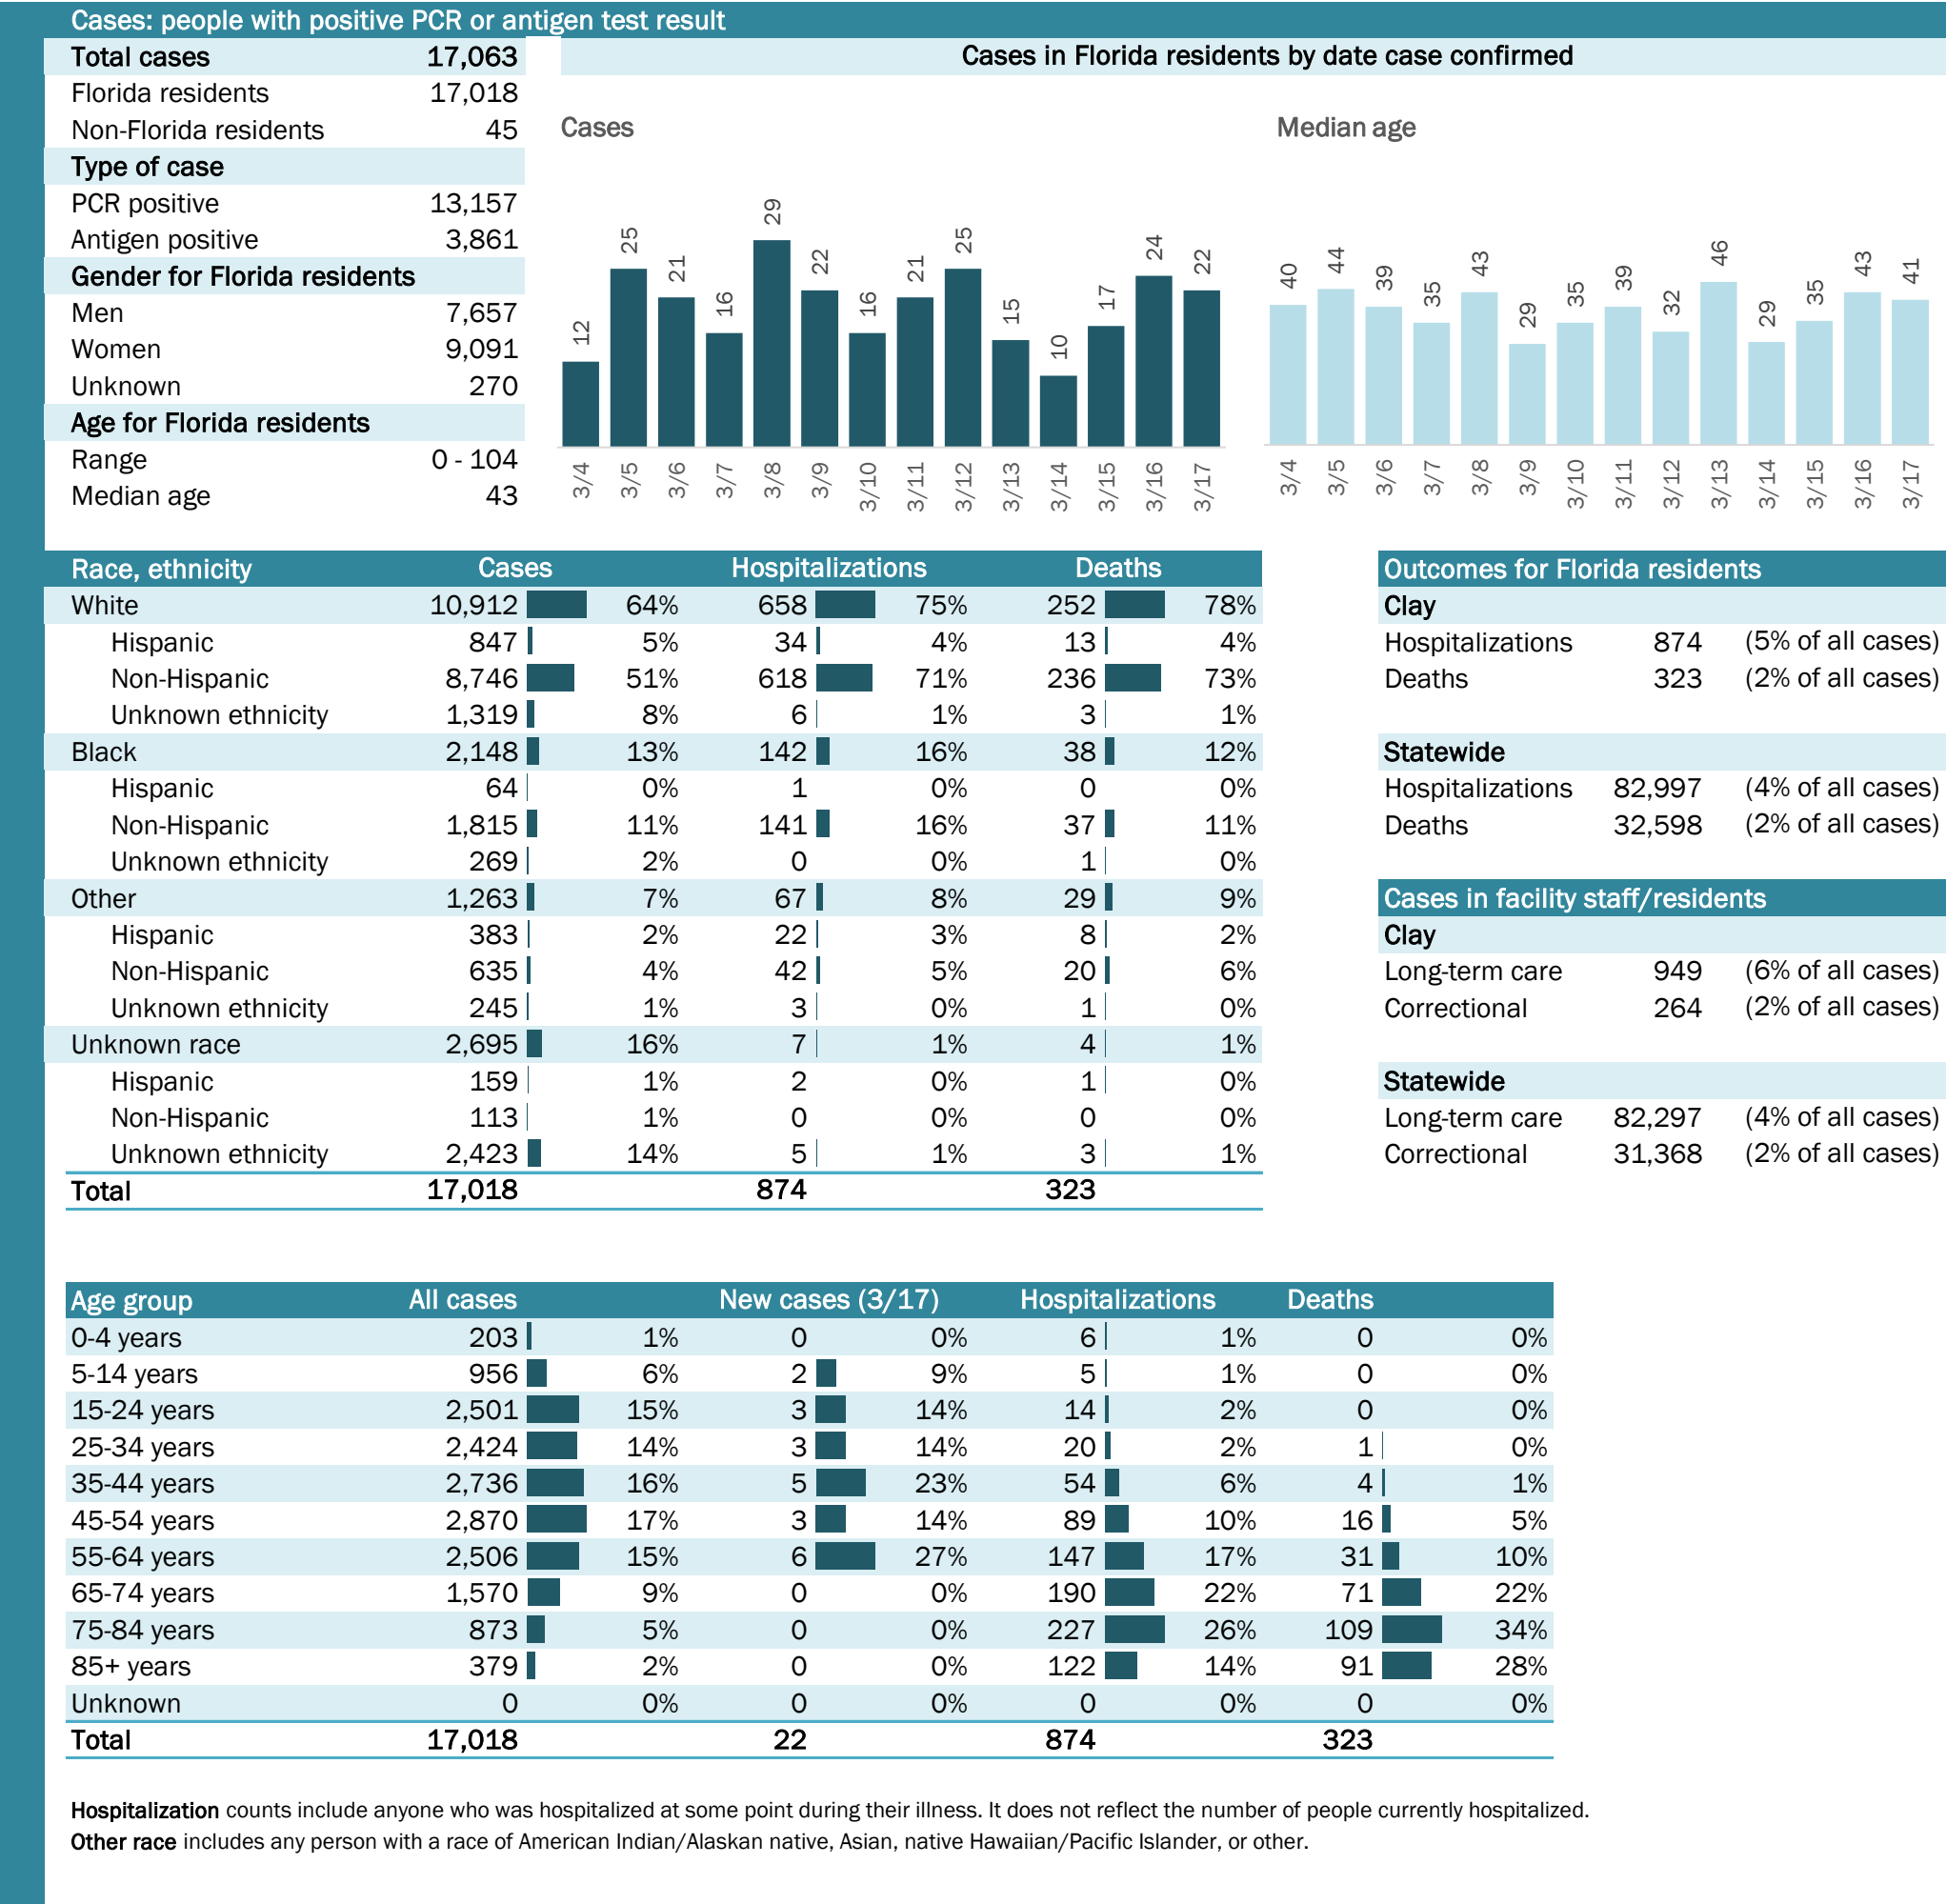 Cases: people with positive PCR or antigen test result
Total cases 17,063
Florida residents 17,018
Non-Florida residents 45
Type of case
PCR positive 13,157
Antigen positive 3,861
Gender for Florida residents
Men 7,657
Women 9,091
Unknown 270
Age for Florida residents
Range 0 - 104
Median age 43
Cases in Florida residents by date case confirmed
Cases
12 25 21 16 29 22 16 21 25 15 10 17 24 22
3/4 3/5 3/6 3/7 3/8 3/9 3/10 3/11 3/12 3/13 3/14 3/15 3/16 3/17
Median age
40 44 39 35 43 29 35 39 32 46 29 35 43 41
3/4 3/5 3/6 3/7 3/8 3/9 3/10 3/11 3/12 3/13 3/14 3/15 3/16 3/17
Race, ethnicity Cases Hospitalizations Deaths
White 10,912 64% 658 75% 252 78%
Hispanic 847 5% 34 4% 13 4%
Non-Hispanic 8,746 51% 618 71% 236 73%
Unknown ethnicity 1,319 8% 6 1% 3 1%
Black 2,148 13% 142 16% 38 12%
Hispanic 64 0% 1 0% 0 0%
Non-Hispanic 1,815 11% 141 16% 37 11%
Unknown ethnicity 269 2% 0 0% 1 0%
Other 1,263 7% 67 8% 29 9%
Hispanic 383 2% 22 3% 8 2%
Non-Hispanic 635 4% 42 5% 20 6%
Unknown ethnicity 245 1% 3 0% 1 0%
Unknown race 2,695 16% 7 1% 4 1%
Hispanic 159 1% 2 0% 1 0%
Non-Hispanic 113 1% 0 0% 0 0%
Unknown ethnicity 2,423 14% 5 1% 3 1%
Total 17,018 874 323
Outcomes for Florida residents
Clay
Hospitalizations 874 (5% of all cases)
Deaths 323 (2% of all cases)
Statewide
Hospitalizations 82,997 (4% of all cases)
Deaths 32,598 (2% of all cases)
Cases in facility staff/residents
Clay
Long-term care 949 (6% of all cases)
Correctional 264 (2% of all cases)
Statewide
Long-term care 82,297 (4% of all cases)
Correctional 31,368 (2% of all cases)
Age group All cases New cases (3/17) Hospitalizations Deaths
0-4 years 203 1% 0 0% 6 1% 0 0%
5-14 years 956 6% 2 9% 5 1% 0 0%
15-24 years 2,501 15% 3 14% 14 2% 0 0%
25-34 years 2,424 14% 3 14% 20 2% 1 0%
35-44 years 2,736 16% 5 23% 54 6% 4 1%
45-54 years 2,870 17% 3 14% 89 10% 16 5%
55-64 years 2,506 15% 6 27% 147 17% 31 10%
65-74 years 1,570 9% 0 0% 190 22% 71 22%
75-84 years 873 5% 0 0% 227 26% 109 34%
85+ years 379 2% 0 0% 122 14% 91 28%
Unknown 0 0% 0 0% 0 0% 0 0%
Total 17,018 22 874 323
Hospitalization counts include anyone who was hospitalized at some point during their illness. It does not reflect the number of people currently hospitalized.
Other race includes any person with a race of American Indian/Alaskan native, Asian, native Hawaiian/Pacific Islander, or other.